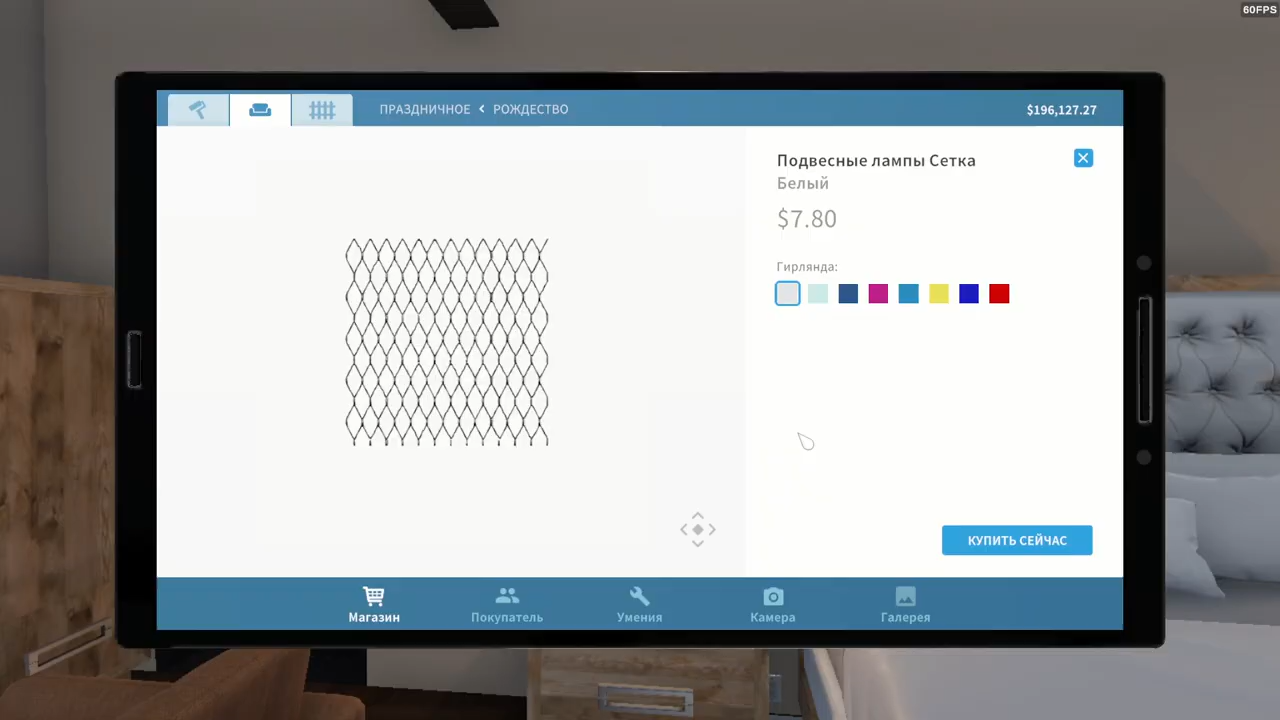 60FPS
ПРАЗДНИЧНОЕ < РОЖДЕСТВО
$196,127.27
Подвесные лампы Сетка
Белый
$7.80
Гирлянда:
КУПИТЬ СЕЙЧАС
Магазин
Покупатель
Умения
Камера
Галерея